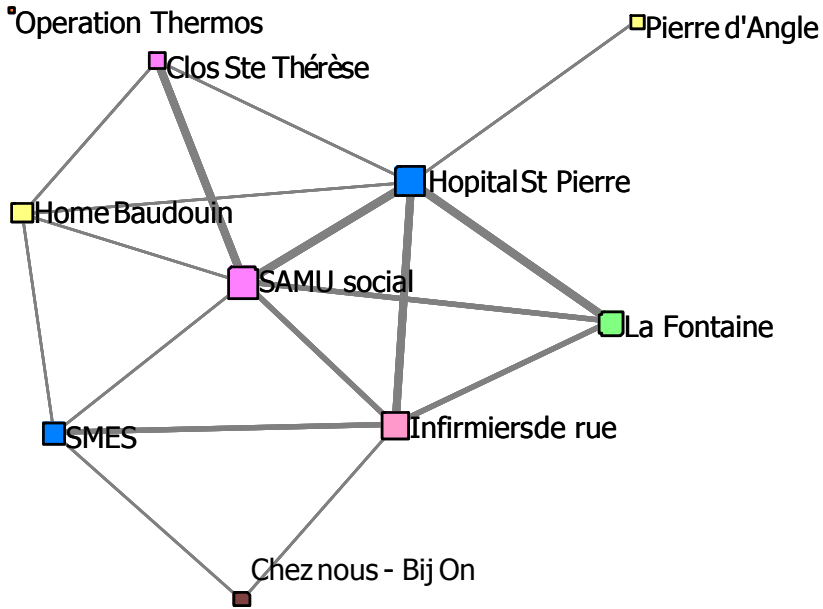 Operation Thermos
Pierre d'Angle
Clos Ste Thérèse
Hopital St Pierre
Home Baudouin
SAMU social
La Fontaine
Infirmiers de rue
SMES
Chez nous - Bij On